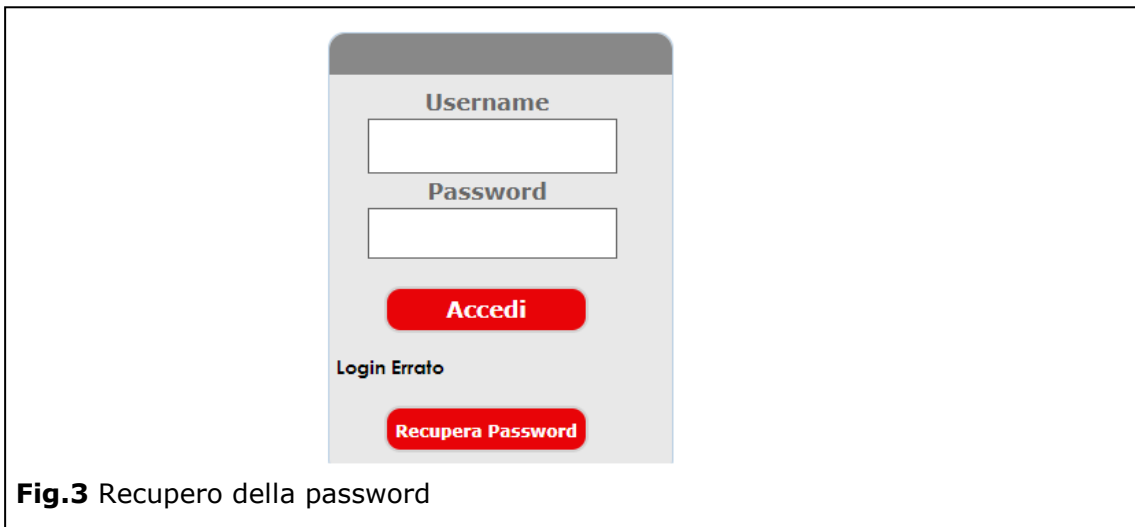 Username
Password
Accedi
Login Errato
Recupera Password
Fig.3 Recupero della password